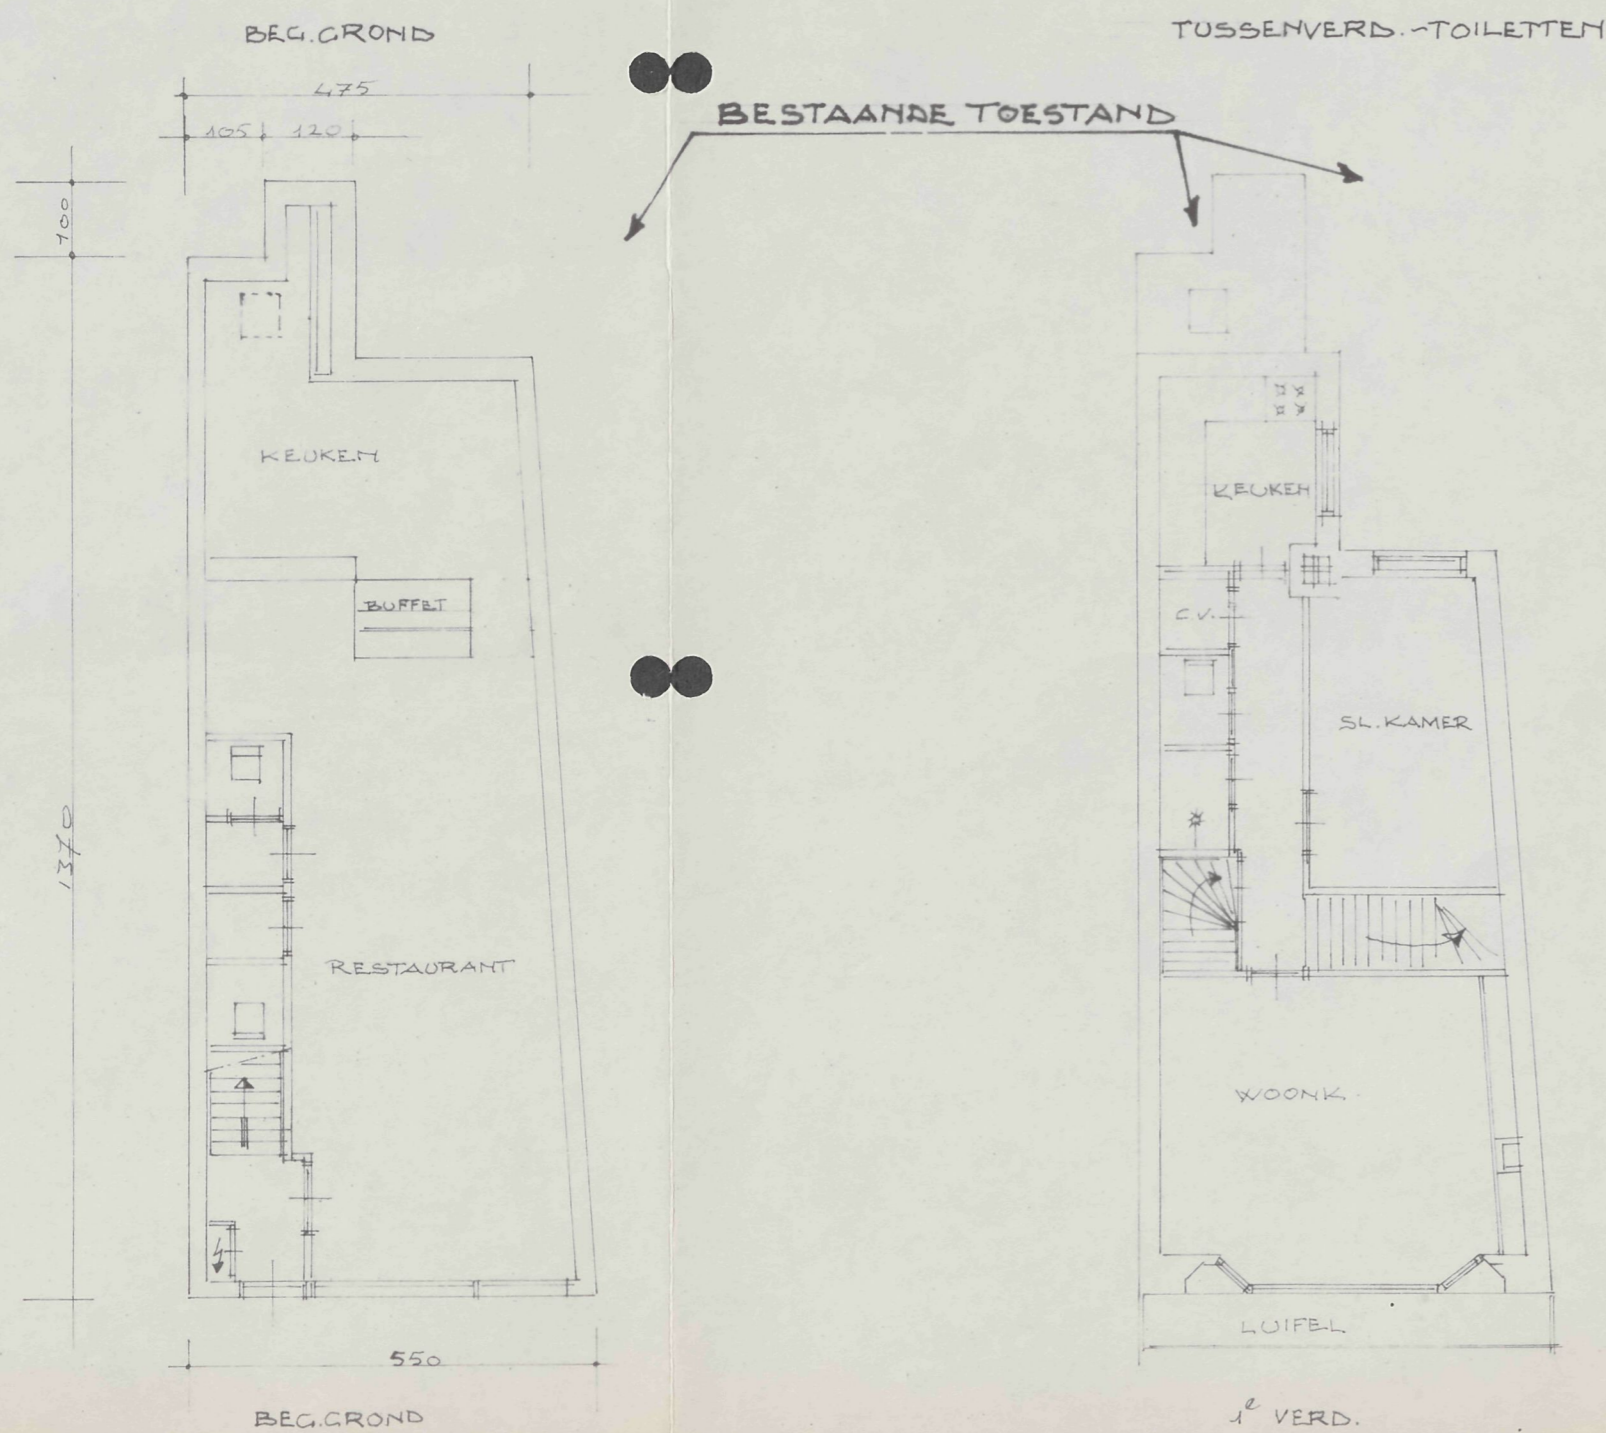 BEG. GROND
TUSSENVERD. - TOILETTEN
475
BESTAANDE TOESTAND
105 120
100
KEUKEN
KEUKEN
BUFFET
C.V.
SL. KAMER
1370
RESTAURANT
WOONK.
LUIFEL
550
BEG. GROND
1e VERD.